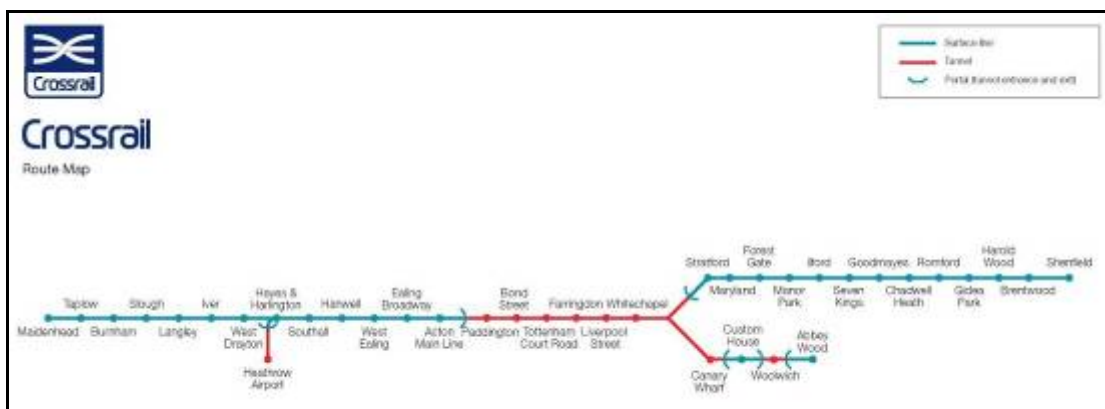 Crossrail
Crossrail
Route Map
Surface line
Tunnel
Portal (tunnel entrance and exit)
Maidenhead
Taplow
Burnham
Slough
Langley
Iver
West
Drayton
Hayes &
Harlington
Heathrow
Airport
Southall
Hanwell
West
Ealing
Ealing
Broadway
Acton
Main Line
Paddington
Bond
Street
Tottenham
Court Road
Farringdon
Liverpool
Street
Whitechapel
Stratford
Maryland
Forest
Gate
Manor
Park
Ilford
Seven
Kings
Goodmayes
Chadwell
Heath
Romford
Gidea
Park
Harold
Wood
Brentwood
Shenfield
Canary
Wharf
Custom
House
Woolwich
Abbey
Wood